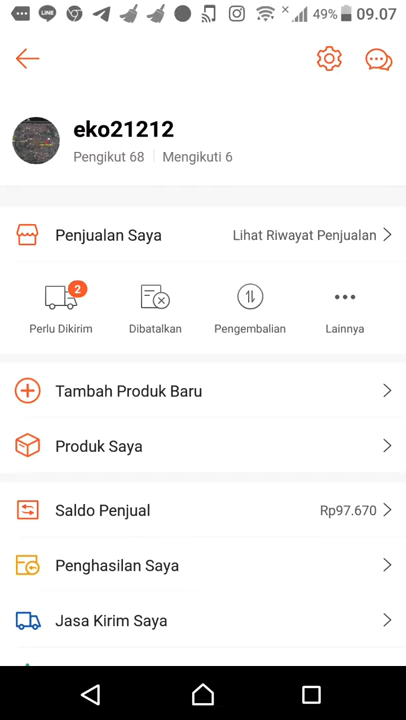 LINE
49% 09.07
eko21212
Pengikut 68 Mengikuti 6
Penjualan Saya Lihat Riwayat Penjualan
2
Perlu Dikirim Dibatalkan Pengembalian Lainnya
Tambah Produk Baru
Produk Saya
Saldo Penjual Rp97.670
Penghasilan Saya
Jasa Kirim Saya